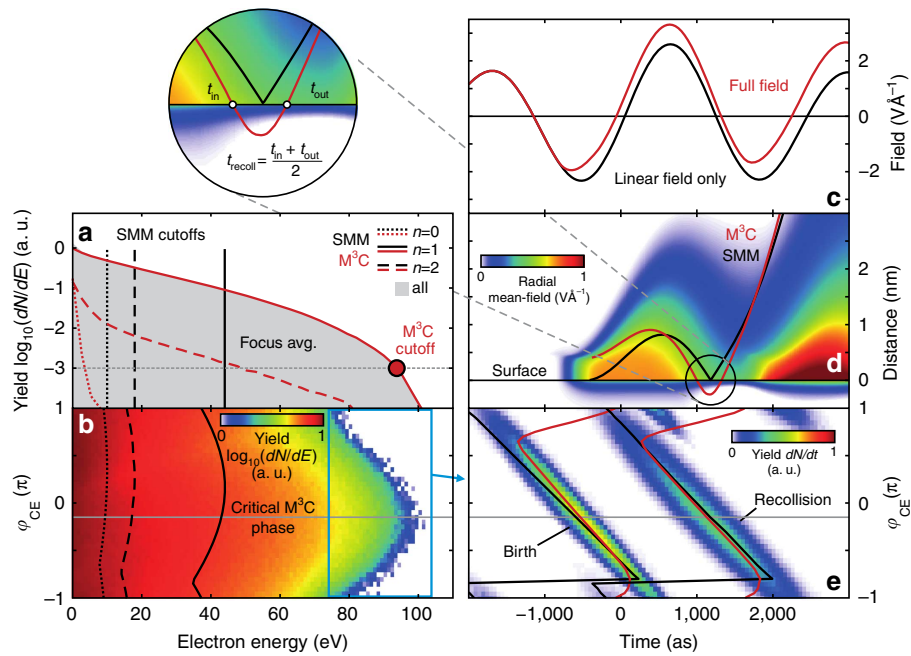 t_in
t_out
t_recoll = (t_in + t_out) / 2
Full field
Linear field only
c
2
0
−2
Field (VÅ⁻¹)
a
SMM cutoffs
SMM
M³C
n=0
n=1
n=2
all
Focus avg.
M³C
cutoff
0
−1
−2
−3
1
Yield log₁₀(dN/dE) (a. u.)
0
1
Radial
mean-field (VÅ⁻¹)
M³C
SMM
Surface
d
2
1
0
Distance (nm)
b
0
1
Yield
log₁₀(dN/dE)
(a. u.)
Critical M³C
phase
0
−1
φCE (π)
0
20
40
60
80
100
Electron energy (eV)
0
1
Yield dN/dt
(a. u.)
Recollision
Birth
e
1
0
−1
φCE (π)
−1,000
0
1,000
2,000
Time (as)